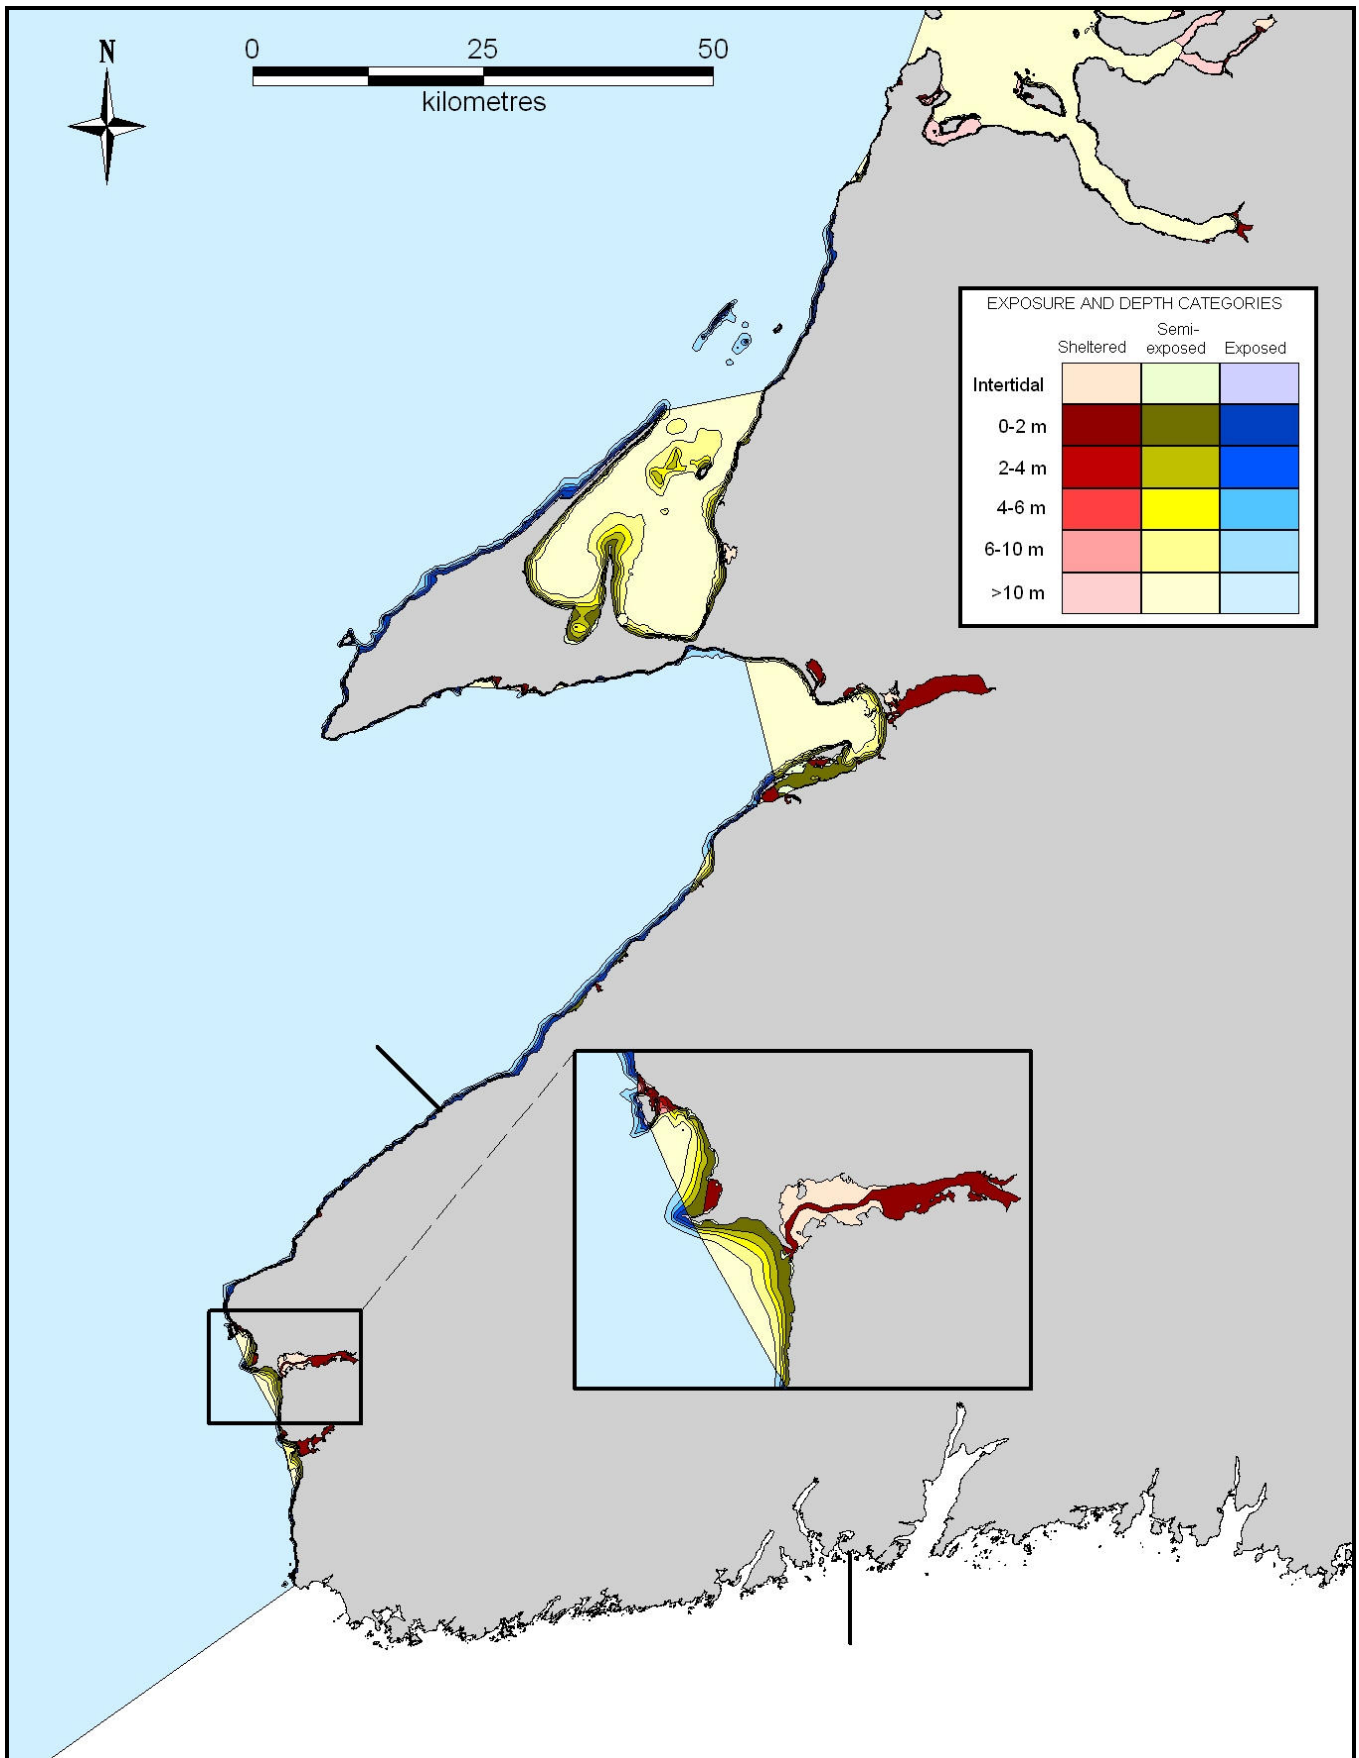 N
0 25 50
kilometres
EXPOSURE AND DEPTH CATEGORIES
Sheltered Semi-exposed Exposed
Intertidal
0-2 m
2-4 m
4-6 m
6-10 m
>10 m